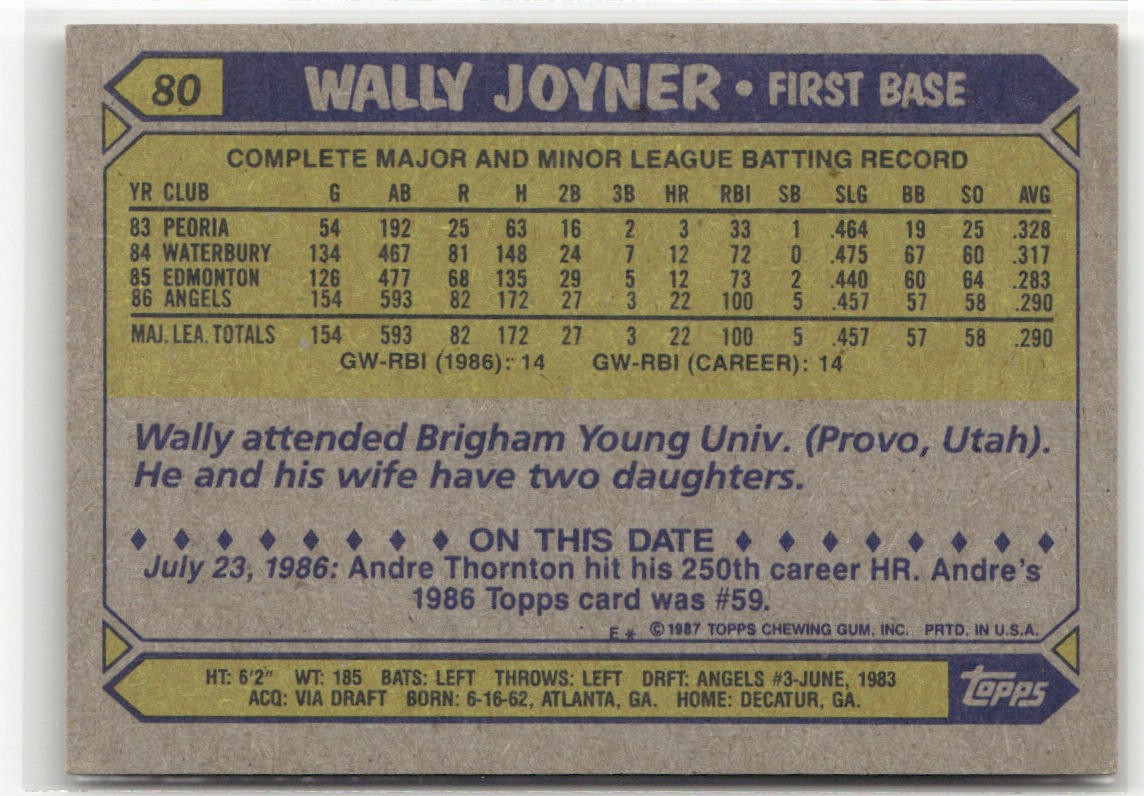 80 WALLY JOYNER • FIRST BASE
COMPLETE MAJOR AND MINOR LEAGUE BATTING RECORD
YR CLUB G AB R H 2B 3B HR RBI SB SLG BB SO AVG
83 PEORIA 54 192 25 63 16 2 3 33 1 .464 19 25 .328
84 WATERBURY 134 467 81 148 24 7 12 72 0 .475 67 60 .317
85 EDMONTON 126 477 68 135 29 5 12 73 2 .440 60 64 .283
86 ANGELS 154 593 82 172 27 3 22 100 5 .457 57 58 .290
MAJ. LEA. TOTALS 154 593 82 172 27 3 22 100 5 .457 57 58 .290
GW-RBI (1986): 14 GW-RBI (CAREER): 14
Wally attended Brigham Young Univ. (Provo, Utah).
He and his wife have two daughters.
♦ ♦ ♦ ♦ ♦ ♦ ♦ ♦ ON THIS DATE ♦ ♦ ♦ ♦ ♦ ♦ ♦ ♦
July 23, 1986: Andre Thornton hit his 250th career HR. Andre's
1986 Topps card was #59.
E* ©1987 TOPPS CHEWING GUM, INC. PRTD. IN U.S.A.
HT: 6'2" WT: 185 BATS: LEFT THROWS: LEFT DRFT: ANGELS #3-JUNE, 1983
ACQ: VIA DRAFT BORN: 6-16-62, ATLANTA, GA. HOME: DECATUR, GA.
topps